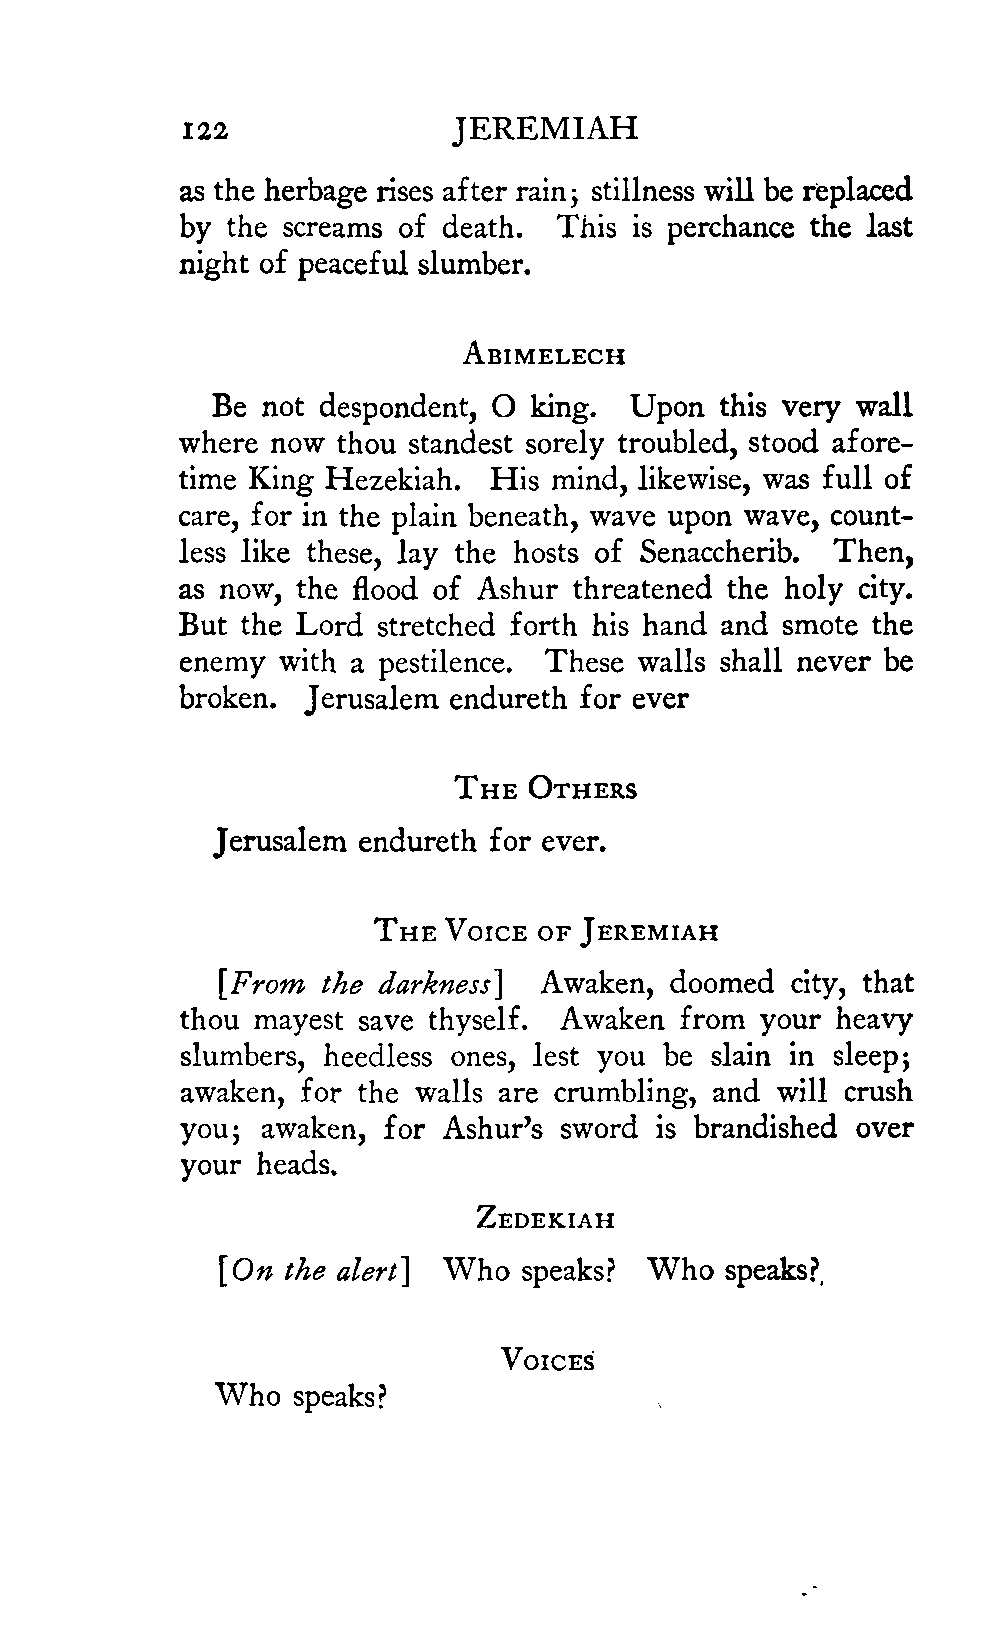 122 JEREMIAH
as the herbage rises after rain; stillness will be replaced
by the screams of death. This is perchance the last
night of peaceful slumber.
ABIMELECH
Be not despondent, O king. Upon this very wall
where now thou standest sorely troubled, stood afore-
time King Hezekiah. His mind, likewise, was full of
care, for in the plain beneath, wave upon wave, count-
less like these, lay the hosts of Senaccherib. Then,
as now, the flood of Ashur threatened the holy city.
But the Lord stretched forth his hand and smote the
enemy with a pestilence. These walls shall never be
broken. Jerusalem endureth for ever
THE OTHERS
Jerusalem endureth for ever.
THE VOICE OF JEREMIAH
[From the darkness] Awaken, doomed city, that
thou mayest save thyself. Awaken from your heavy
slumbers, heedless ones, lest you be slain in sleep;
awaken, for the walls are crumbling, and will crush
you; awaken, for Ashur's sword is brandished over
your heads.
ZEDEKIAH
[On the alert] Who speaks? Who speaks?
VOICES
Who speaks?